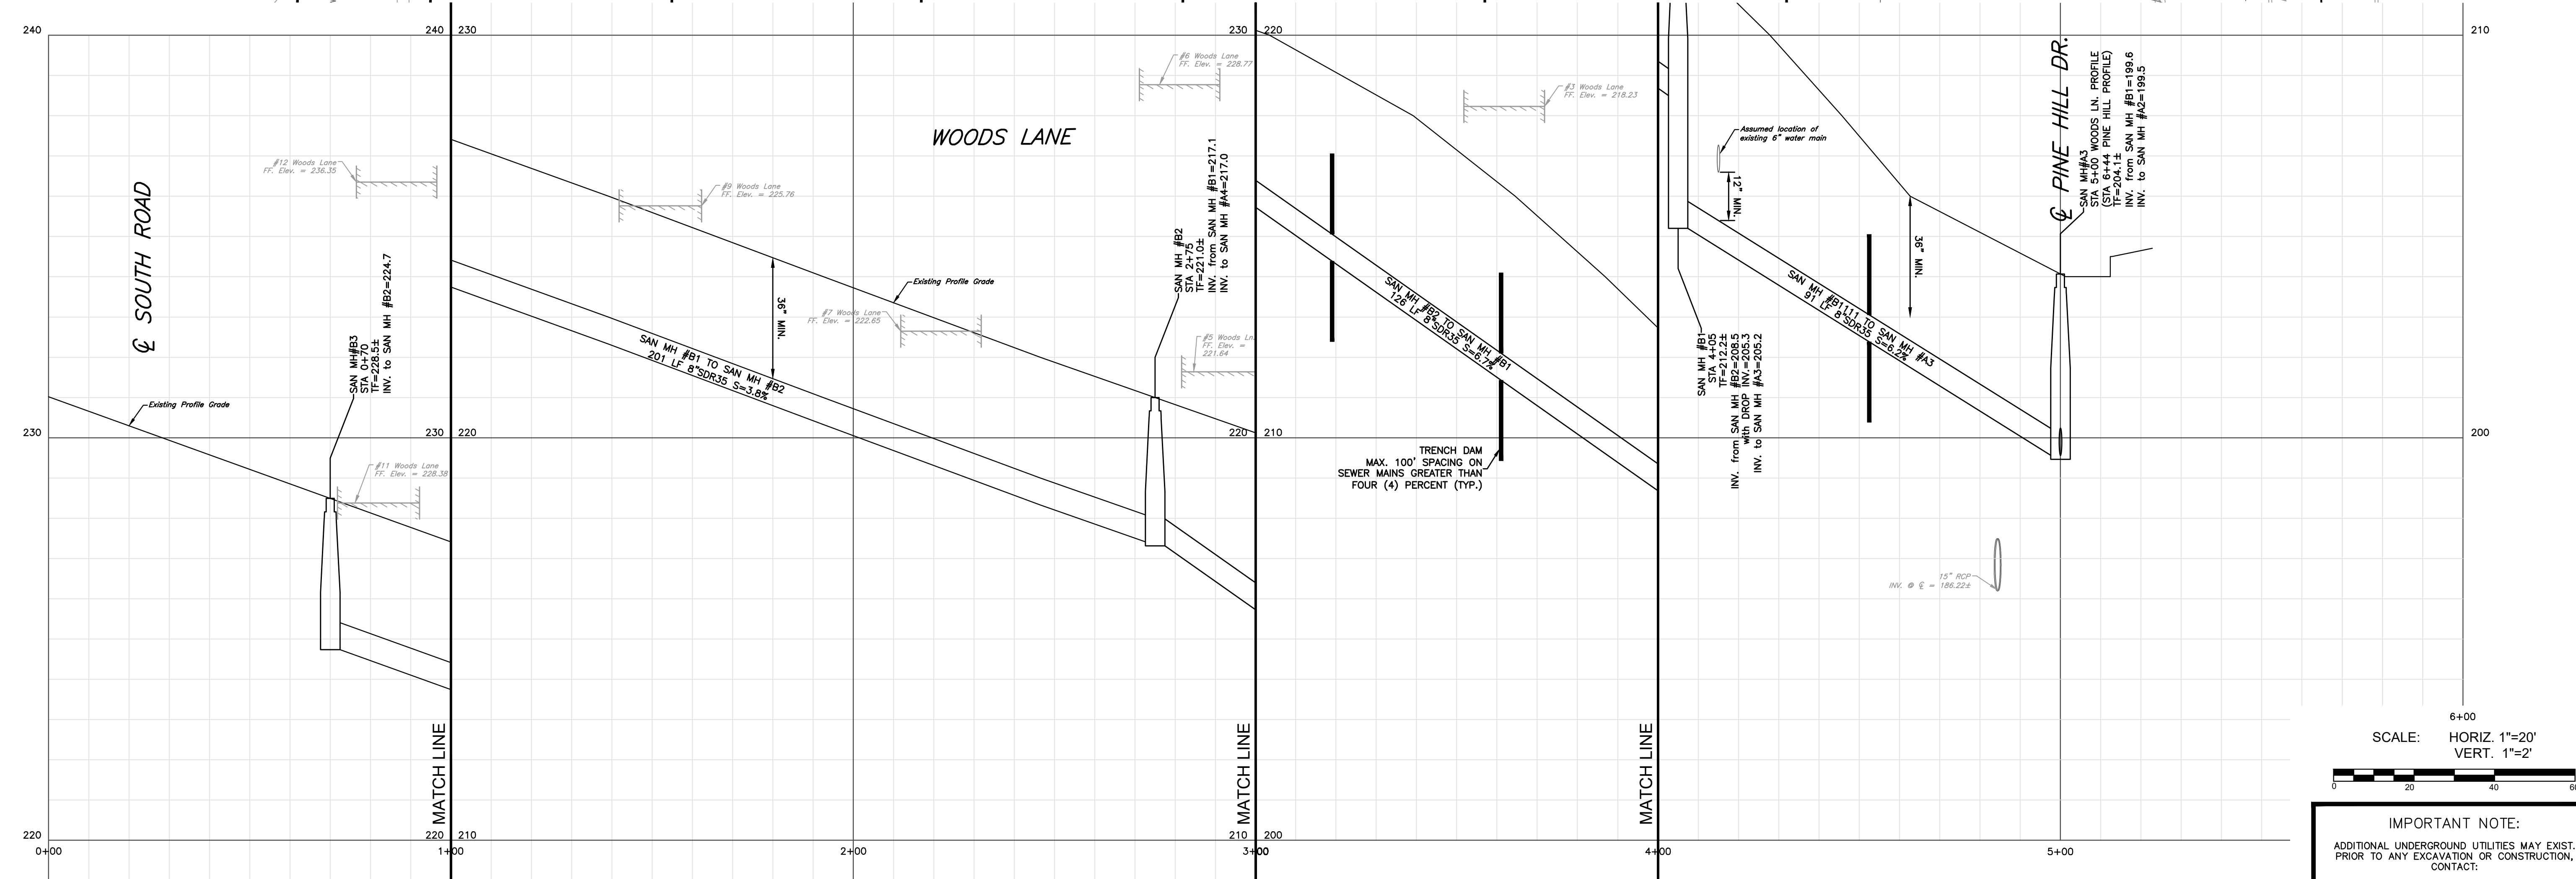 240
240
230
230
220
210
℄ SOUTH ROAD
#12 Woods Lane
FF. Elev. = 236.35
SAN MH#B3
STA 0+70
TF=228.5±
INV. to SAN MH #B2=224.7
Existing Profile Grade
#11 Woods Lane
FF. Elev. = 228.38
230
230
220
220
220
210
210
200
0+00
1+00
MATCH LINE
WOODS LANE
#9 Woods Lane
FF. Elev. = 225.76
36" MIN.
#7 Woods Lane
FF. Elev. = 222.65
Existing Profile Grade
SAN MH #B1 TO SAN MH #B2
201 LF 8"SDR35 S=3.8%
#6 Woods Lane
FF. Elev. = 228.77
SAN MH #B2
STA 2+75
TF=221.0±
INV. from SAN MH #B1=217.1
INV. to SAN MH #A4=217.0
#5 Woods Ln.
FF. Elev. =
221.64
220
210
2+00
3+00
MATCH LINE
#3 Woods Lane
FF. Elev. = 218.23
SAN MH #B2 TO SAN MH #B1
126 LF 8"SDR35 S=6.7%
TRENCH DAM
MAX. 100' SPACING ON
SEWER MAINS GREATER THAN
FOUR (4) PERCENT (TYP.)
200
4+00
MATCH LINE
SAN MH #B1
STA 4+05
TF=212.2±
INV. from SAN MH #B2=208.5
with DROP INV.=205.3
INV. to SAN MH #A3=205.2
Assumed location of
existing 6" water main
12" MIN.
36" MIN.
SAN MH #B1111 TO SAN MH #A3
91 LF 8"SDR35 S=6.2%
℄ PINE HILL DR.
SAN MH#A3
STA 5+00 WOODS LN. PROFILE
(STA 6+44 PINE HILL PROFILE)
TF=204.1±
INV. from SAN MH #B1=199.6
INV. to SAN MH #A2=199.5
15" RCP
INV. @ ℄ = 186.22±
5+00
6+00
SCALE: HORIZ. 1"=20'
VERT. 1"=2'
0 20 40 60
IMPORTANT NOTE:
ADDITIONAL UNDERGROUND UTILITIES MAY EXIST.
PRIOR TO ANY EXCAVATION OR CONSTRUCTION,
CONTACT: